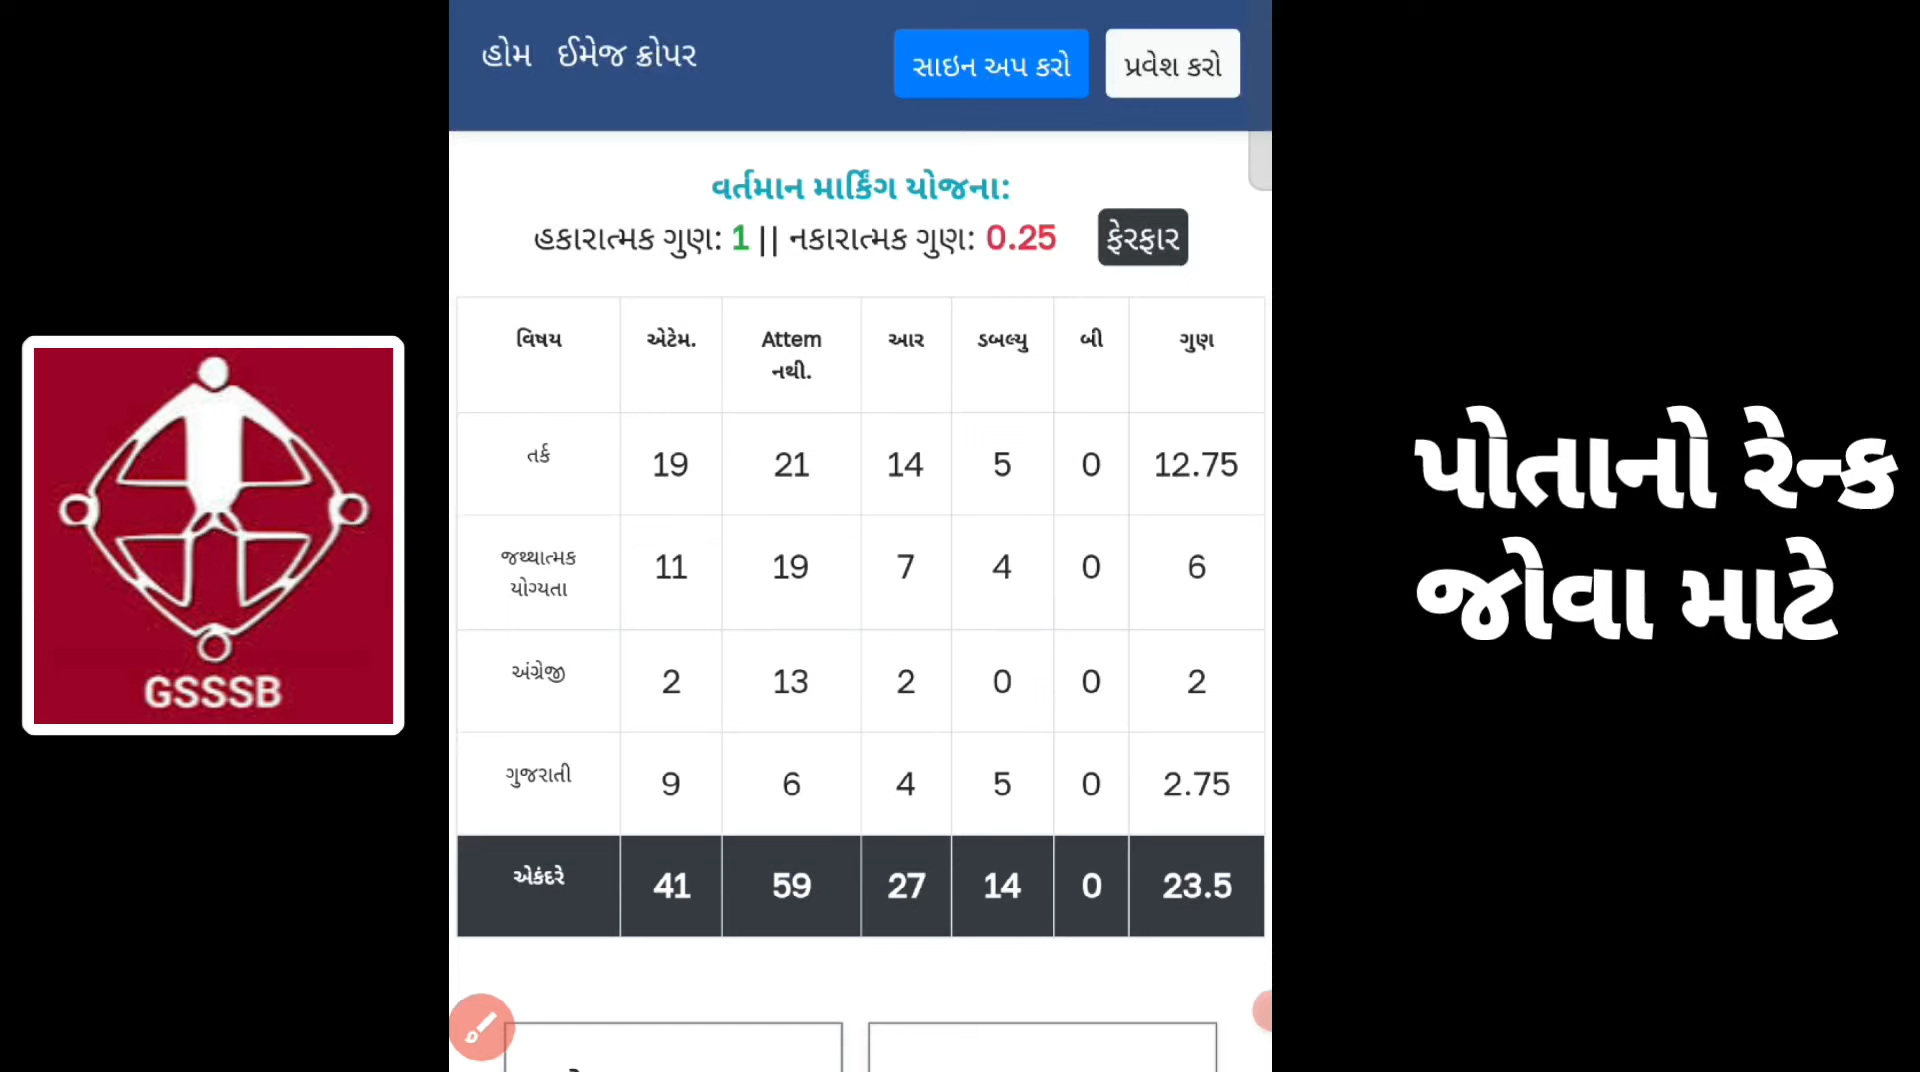 હોમ ઈમેજ ક્રોપર સાઇન અપ કરો પ્રવેશ કરો
વર્તમાન માર્કિંગ યોજના:
હકારાત્મક ગુણ: 1 || નકારાત્મક ગુણ: 0.25 ફેરફાર
વિષય એટેમ. Attem નથી. આર ડબલ્યુ બી ગુણ
તર્ક 19 21 14 5 0 12.75
જથ્થાત્મક યોગ્યતા 11 19 7 4 0 6
અંગ્રેજી 2 13 2 0 0 2
ગુજરાતી 9 6 4 5 0 2.75
એકંદરે 41 59 27 14 0 23.5
GSSSB
પોતાનો રેન્ક
જોવા માટે